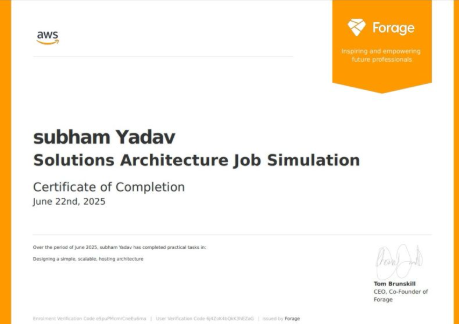 aws
Forage
Inspiring and empowering
future professionals.
subham Yadav
Solutions Architecture Job Simulation
Certificate of Completion
June 22nd, 2025
Over the period of June 2025, subham Yadav has completed practical tasks in:
Designing a simple, scalable, hosting architecture
Tom Brunskill
CEO, Co-Founder of
Forage
Enrolment Verification Code
User Verification Code
Issued by Forage